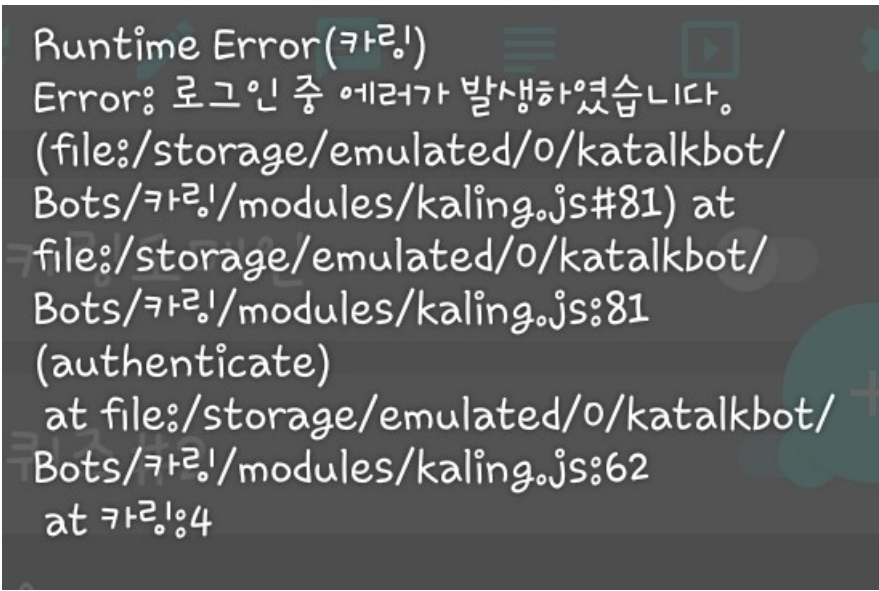 Runtime Error(카링)
Error: 로그인 중 에러가 발생하였습니다.
(file:/storage/emulated/0/katalkbot/
Bots/카링/modules/kaling.js#81) at
file:/storage/emulated/0/katalkbot/
Bots/카링/modules/kaling.js:81
(authenticate)
at file:/storage/emulated/0/katalkbot/
Bots/카링/modules/kaling.js:62
at 카링:4